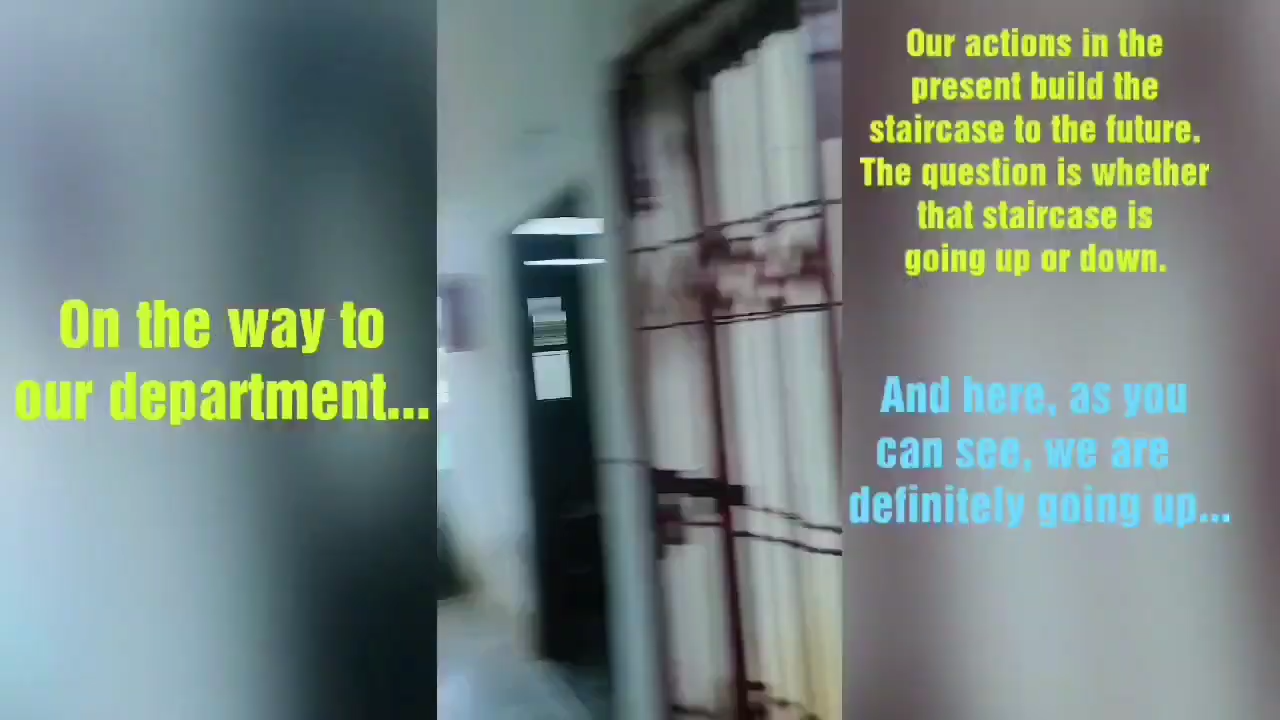 On the way to
our department...
Our actions in the
present build the
staircase to the future.
The question is whether
that staircase is
going up or down.
And here, as you
can see, we are
definitely going up...